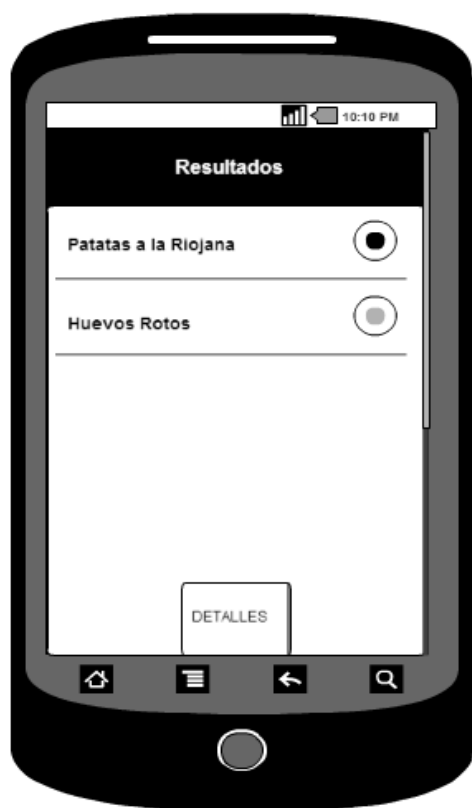 10:10 PM
Resultados
Patatas a la Riojana
Huevos Rotos
DETALLES